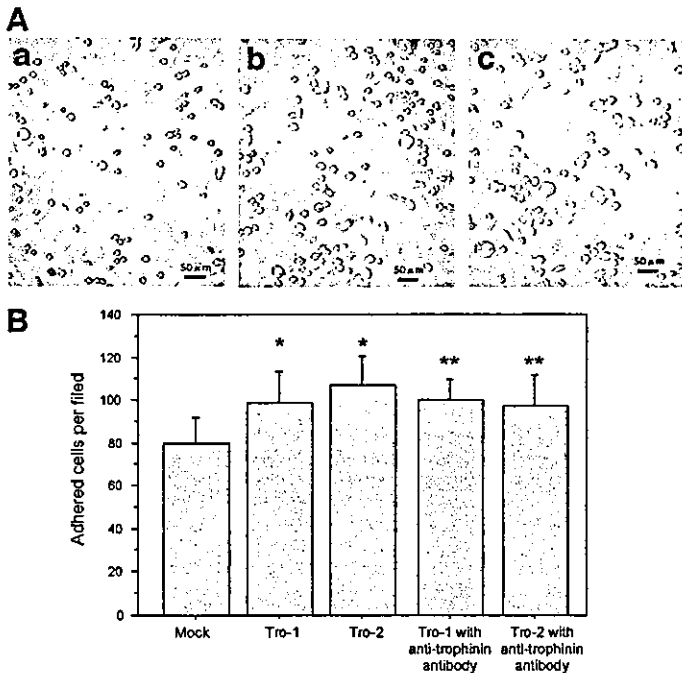 A
a b c
50 µm 50 µm 50 µm
B
140
120
100
80
60
40
20
0
Adhered cells per filed
* * ** **
Mock Tro-1 Tro-2 Tro-1 with anti-trophinin antibody Tro-2 with anti-trophinin antibody